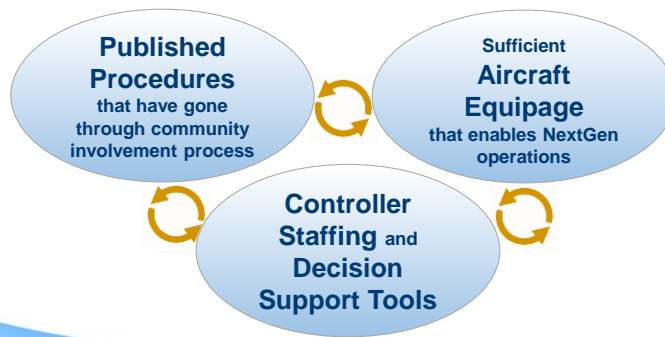 Published
Procedures
that have gone
through community
involvement process
Sufficient
Aircraft
Equipage
that enables NextGen
operations
Controller
Staffing and
Decision
Support Tools